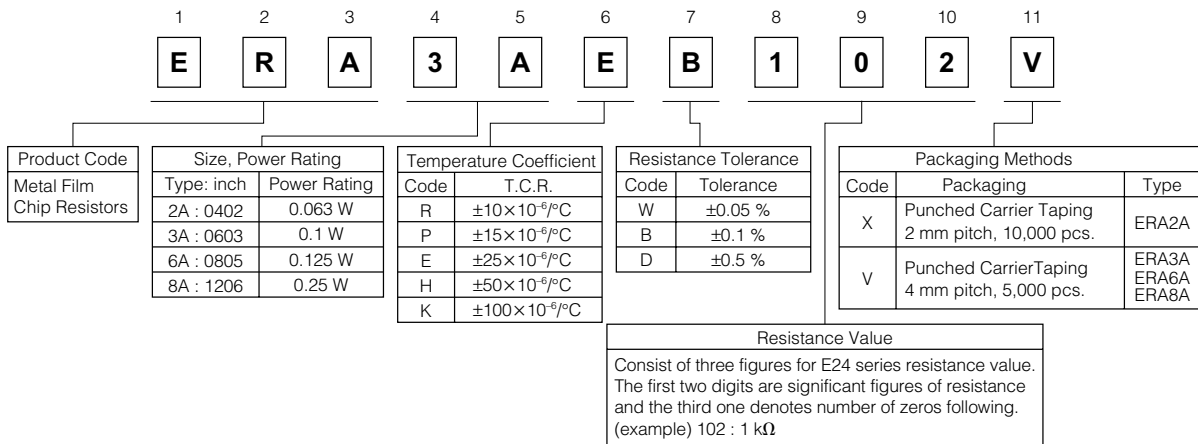 1 2 3 4 5 6 7 8 9 10 11
E R A 3 A E B 1 0 2 V
Product Code
Metal Film
Chip Resistors
Size, Power Rating
Type: inch Power Rating
2A : 0402 0.063 W
3A : 0603 0.1 W
6A : 0805 0.125 W
8A : 1206 0.25 W
Temperature Coefficient
Code T.C.R.
R ±10×10⁻⁶/°C
P ±15×10⁻⁶/°C
E ±25×10⁻⁶/°C
H ±50×10⁻⁶/°C
K ±100×10⁻⁶/°C
Resistance Tolerance
Code Tolerance
W ±0.05 %
B ±0.1 %
D ±0.5 %
Packaging Methods
Code Packaging Type
X Punched Carrier Taping
2 mm pitch, 10,000 pcs. ERA2A
V Punched CarrierTaping
4 mm pitch, 5,000 pcs. ERA3A
ERA6A
ERA8A
Resistance Value
Consist of three figures for E24 series resistance value.
The first two digits are significant figures of resistance
and the third one denotes number of zeros following.
(example) 102 : 1 kΩ